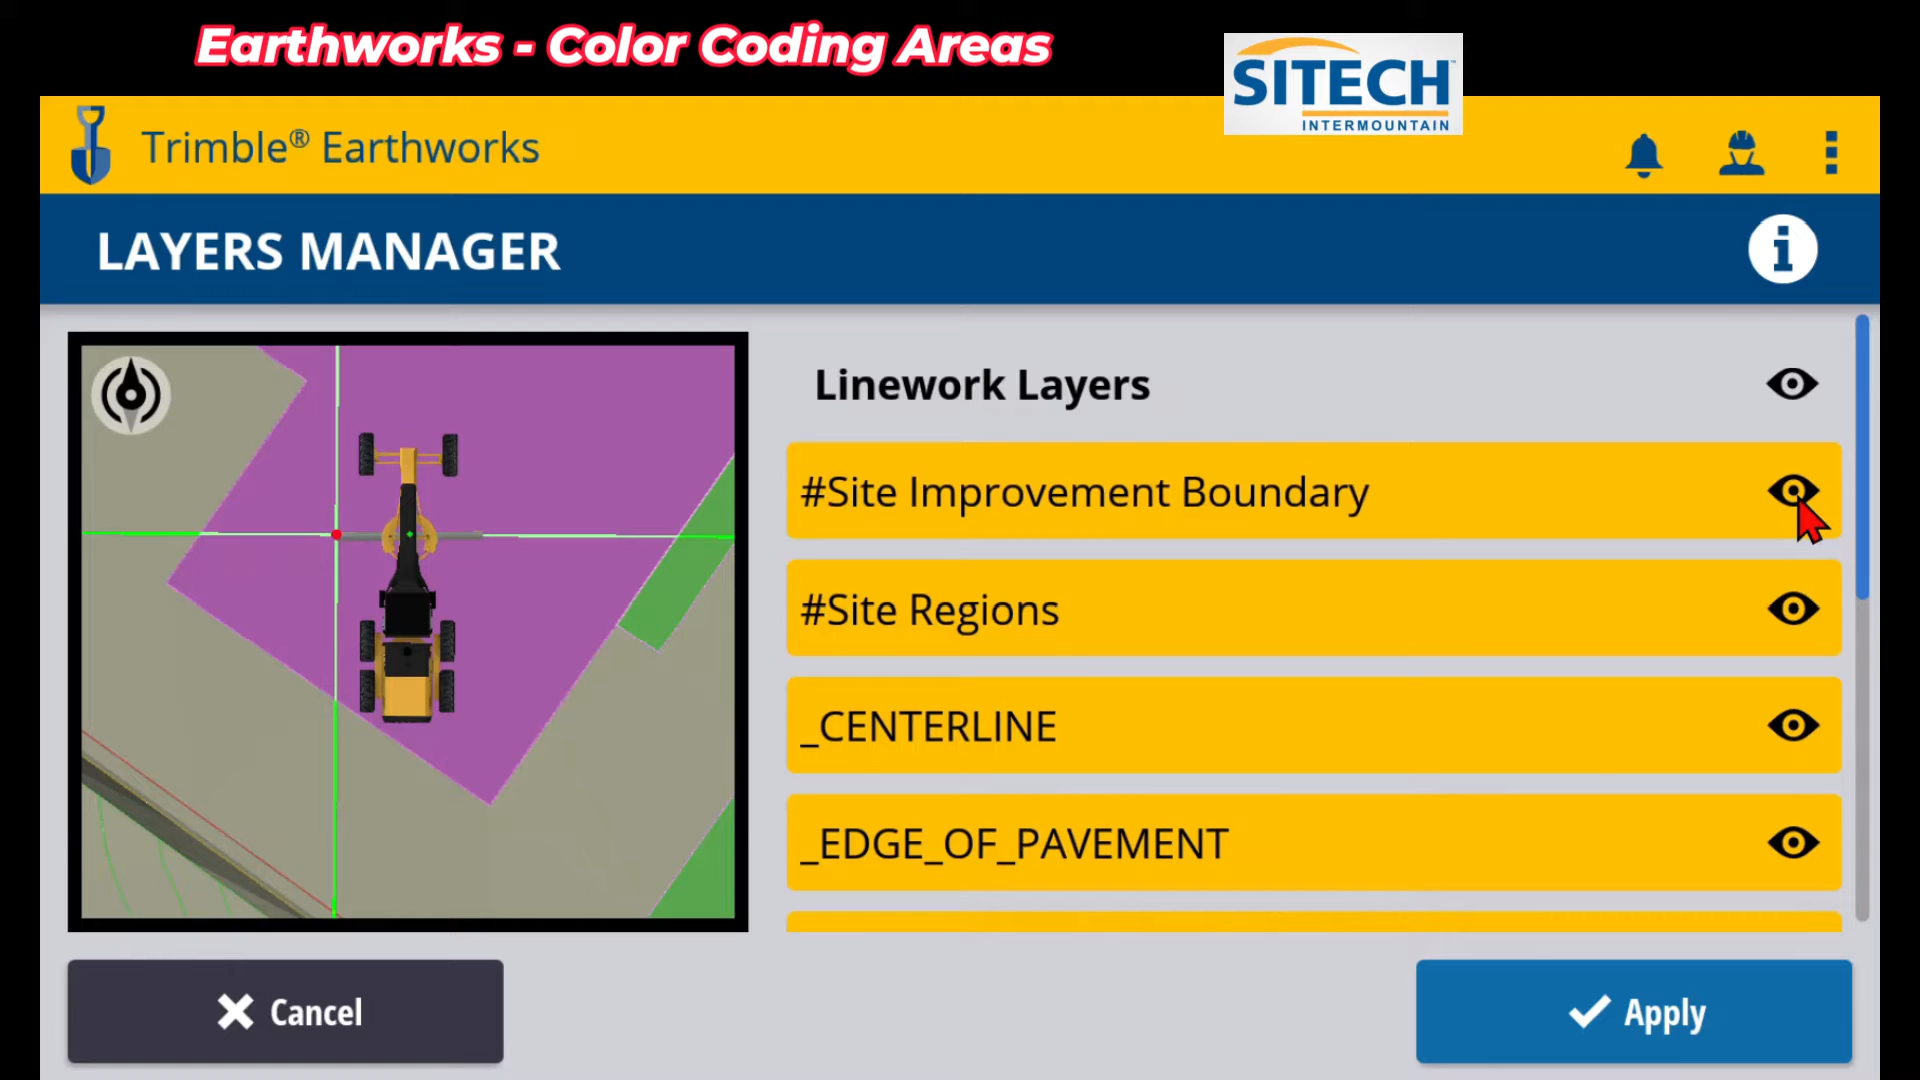 Earthworks - Color Coding Areas
SITECH
INTERMOUNTAIN
Trimble® Earthworks
LAYERS MANAGER
Linework Layers
#Site Improvement Boundary
#Site Regions
_CENTERLINE
_EDGE_OF_PAVEMENT
Cancel
Apply